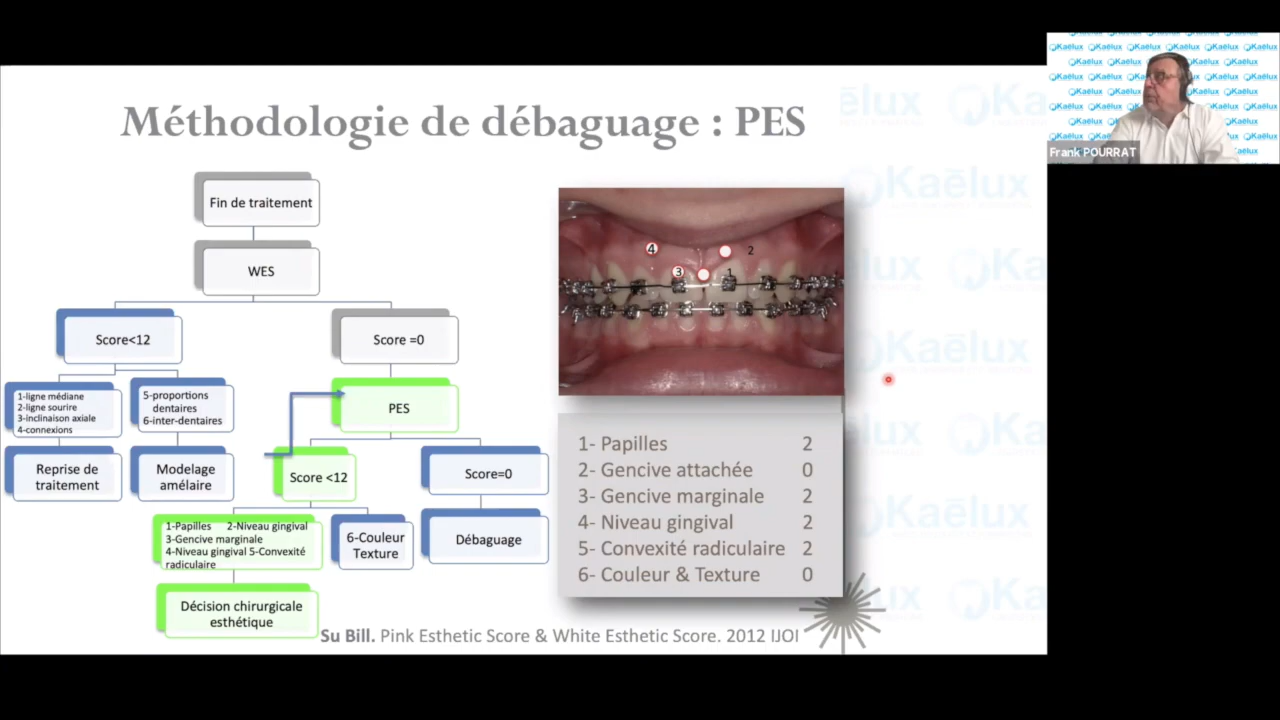 Méthodologie de débaguage : PES
Fin de traitement
WES
Score<12
Score =0
1-ligne médiane
2-ligne sourire
3-inclinaison axiale
4-connexions
5-proportions
dentaires
6-inter-dentaires
PES
Reprise de
traitement
Modelage
amélaire
Score <12
Score=0
1-Papilles 2-Niveau gingival
3-Gencive marginale
4-Niveau gingival 5-Convexité
radiculaire
6-Couleur
Texture
Débaguage
Décision chirurgicale
esthétique
4
2
3
1
1- Papilles 2
2- Gencive attachée 0
3- Gencive marginale 2
4- Niveau gingival 2
5- Convexité radiculaire 2
6- Couleur & Texture 0
Su Bill. Pink Esthetic Score & White Esthetic Score. 2012 IJOI
Kaēlux
Frank POURRAT